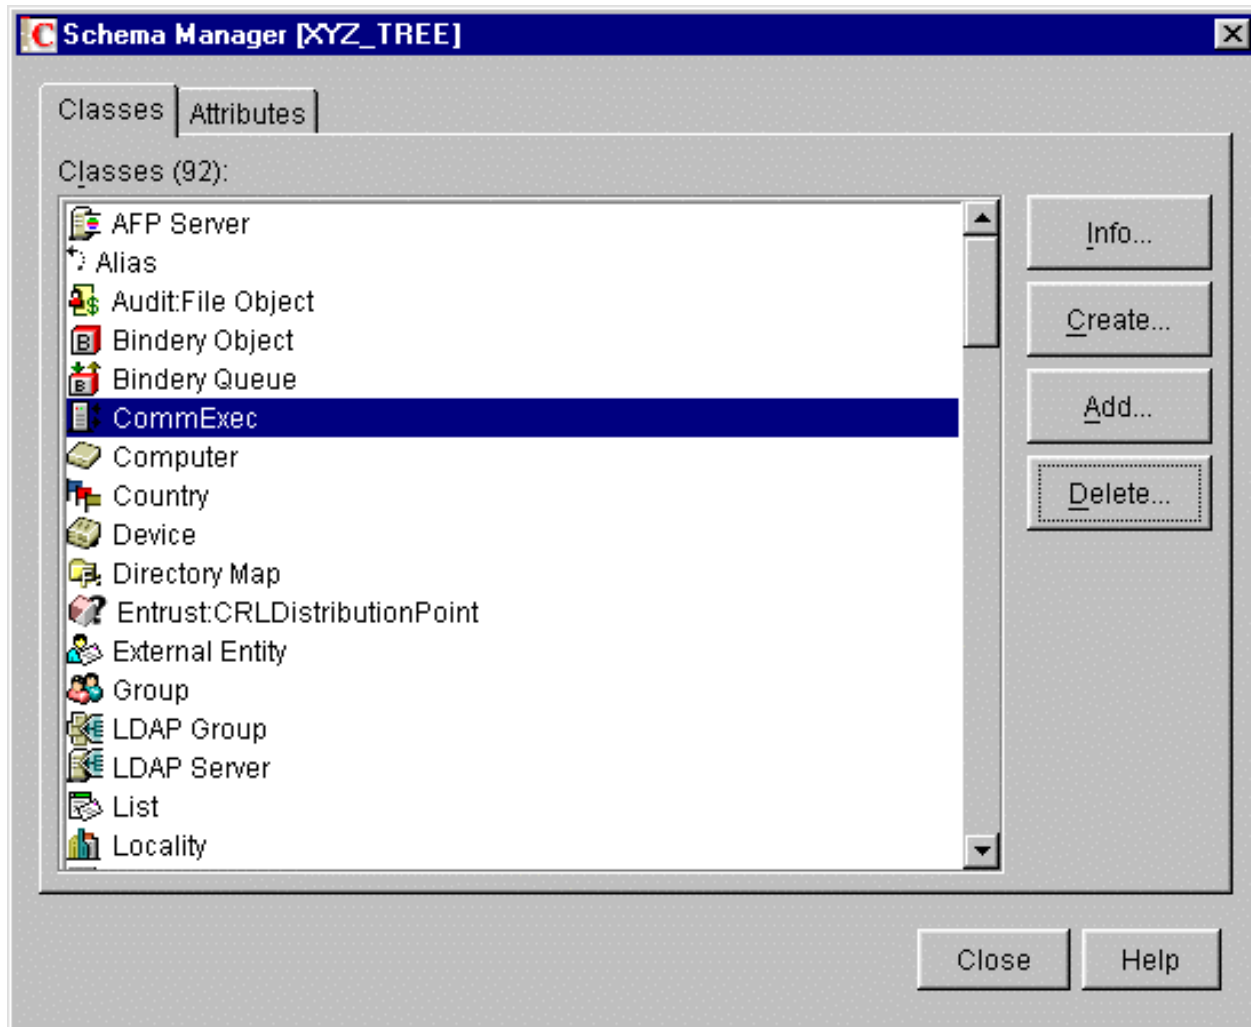 Schema Manager [XYZ_TREE]
Classes
Attributes
Classes (92):
AFP Server
Alias
Audit:File Object
Bindery Object
Bindery Queue
CommExec
Computer
Country
Device
Directory Map
Entrust:CRLDistributionPoint
External Entity
Group
LDAP Group
LDAP Server
List
Locality
Info...
Create...
Add...
Delete...
Close
Help